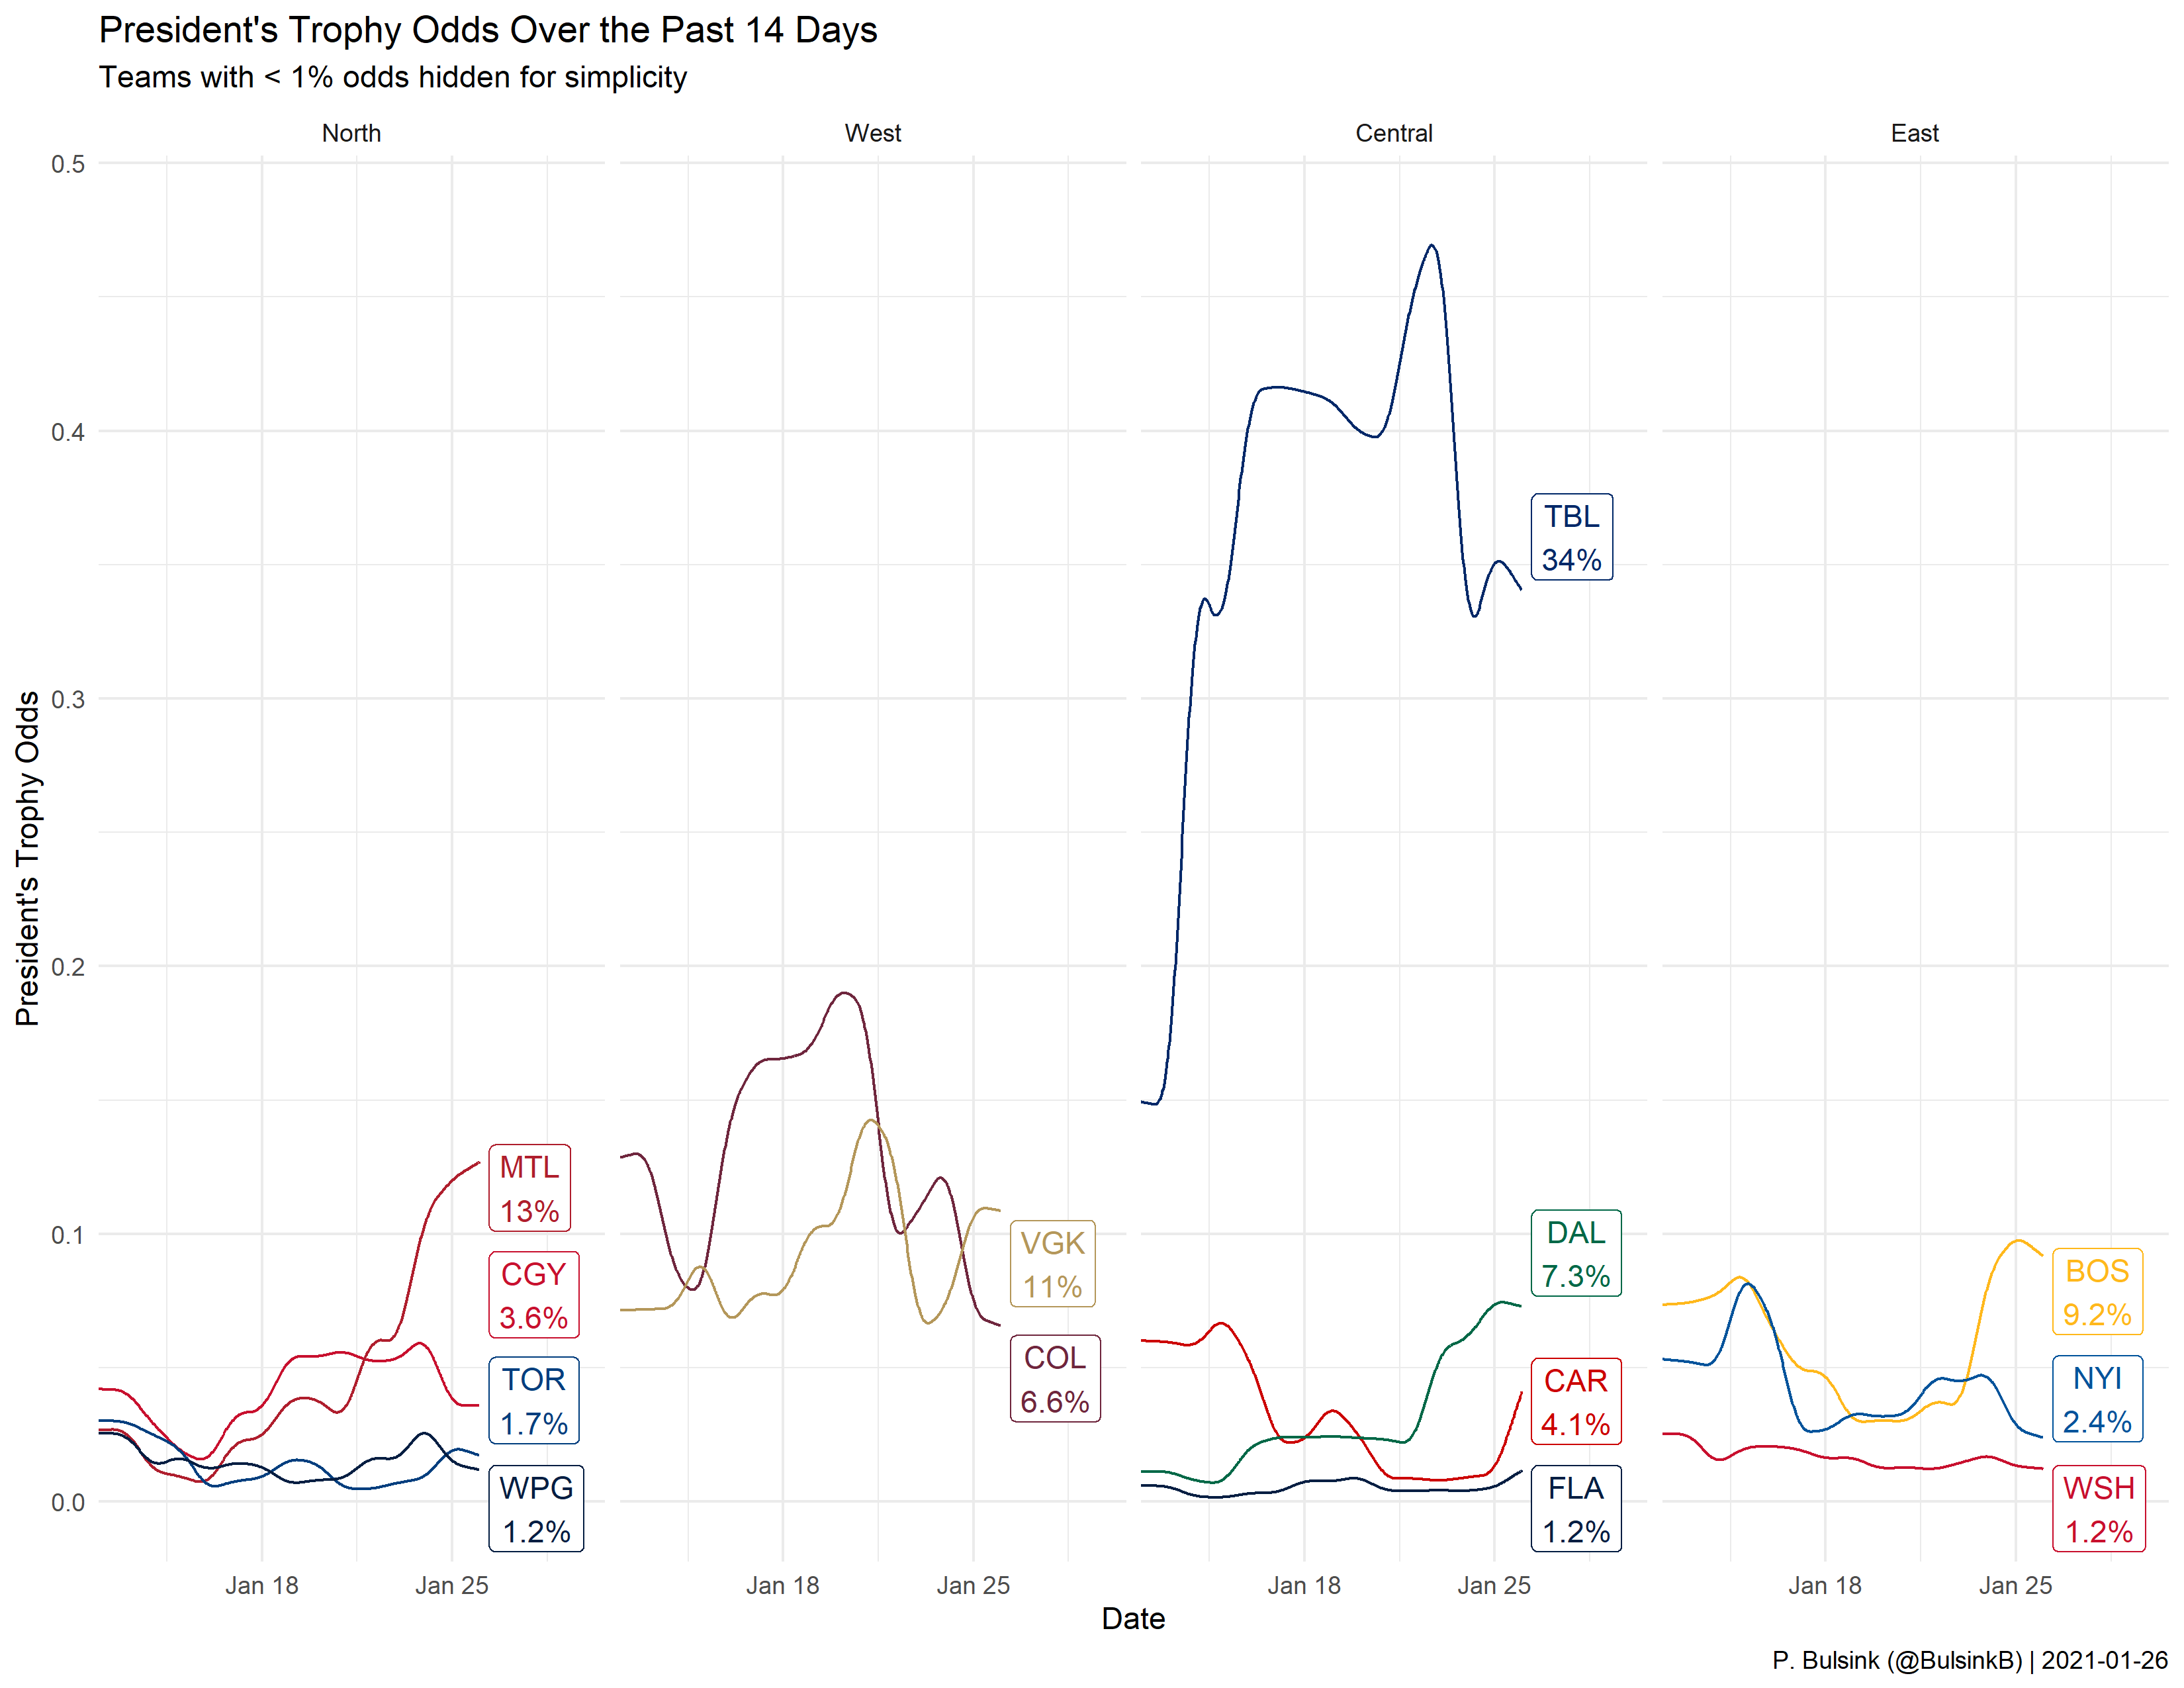 President's Trophy Odds Over the Past 14 Days
Teams with < 1% odds hidden for simplicity
North
West
Central
East
0.5
0.4
0.3
0.2
0.1
0.0
President's Trophy Odds
MTL
13%
CGY
3.6%
TOR
1.7%
WPG
1.2%
VGK
11%
COL
6.6%
TBL
34%
DAL
7.3%
CAR
4.1%
FLA
1.2%
BOS
9.2%
NYI
2.4%
WSH
1.2%
Jan 18
Jan 25
Jan 18
Jan 25
Jan 18
Jan 25
Jan 18
Jan 25
Date
P. Bulsink (@BulsinkB) | 2021-01-26